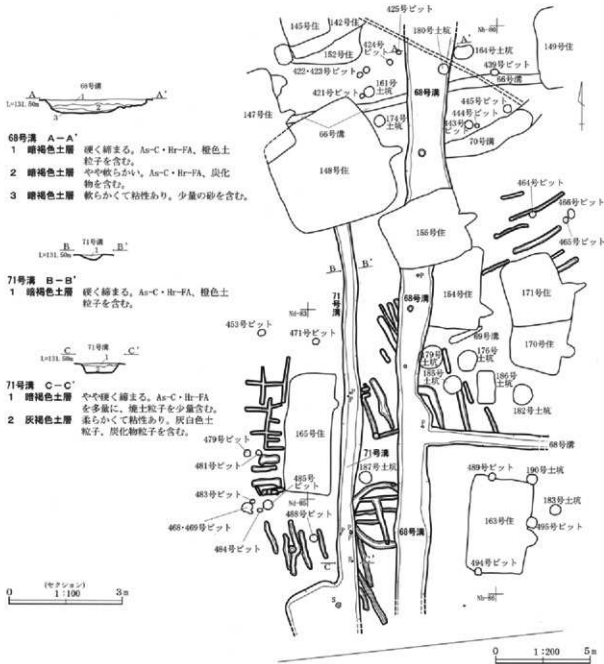 68号溝
A
A'
L=131.50m
1
2
3
68号溝 A－A'
1 暗褐色土層 硬く締まる。As-C・Hr-FA、橙色土
粒子を含む。
2 暗褐色土層 やや軟らかい。As-C・Hr-FA、炭化
物を含む。
3 暗褐色土層 軟らかくて粘性あり。少量の砂を含む。
71号溝
B
B'
L=131.50m
1
71号溝 B－B'
1 暗褐色土層 硬く締まる。As-C・Hr-FA、橙色土
粒子を含む。
71号溝
C
C'
L=131.50m
1
71号溝 C－C'
1 暗褐色土層 やや硬く締まる。As-C・Hr-FA
を多量に、焼土粒子を少量含む。
2 灰褐色土層 柔らかくて粘性あり。灰白色土
粒子、炭化物粒子を含む。
(セクション)
0 1:100 3m
425号ピット
145号住
142号住
180号土坑
152号住
424号
ピット
A
A'
164号土坑
149号住
439号ピット
422・423号ピット
66号溝
161号
土坑
421号ピット
68号溝
445号ピット
444号ピット
443号ピット
147号住
174号
土坑
66号溝
70号溝
148号住
464号ピット
466号
ピット
465号
ピット
155号住
B
B'
68号溝
154号住
171号住
71号溝
453号ピット
471号ピット
69号溝
170号住
179号
土坑
176号
土坑
185号
土坑
186号
土坑
182号土坑
165号住
479号ピット
481号ピット
71号溝
68号溝
187号土坑
485号
ピット
483号ピット
488号ピット
489号ピット
190号土坑
183号土坑
468・469号ピット
484号ピット
68号溝
163号住
495号ピット
C
494号ピット
S
0 1:200 5m